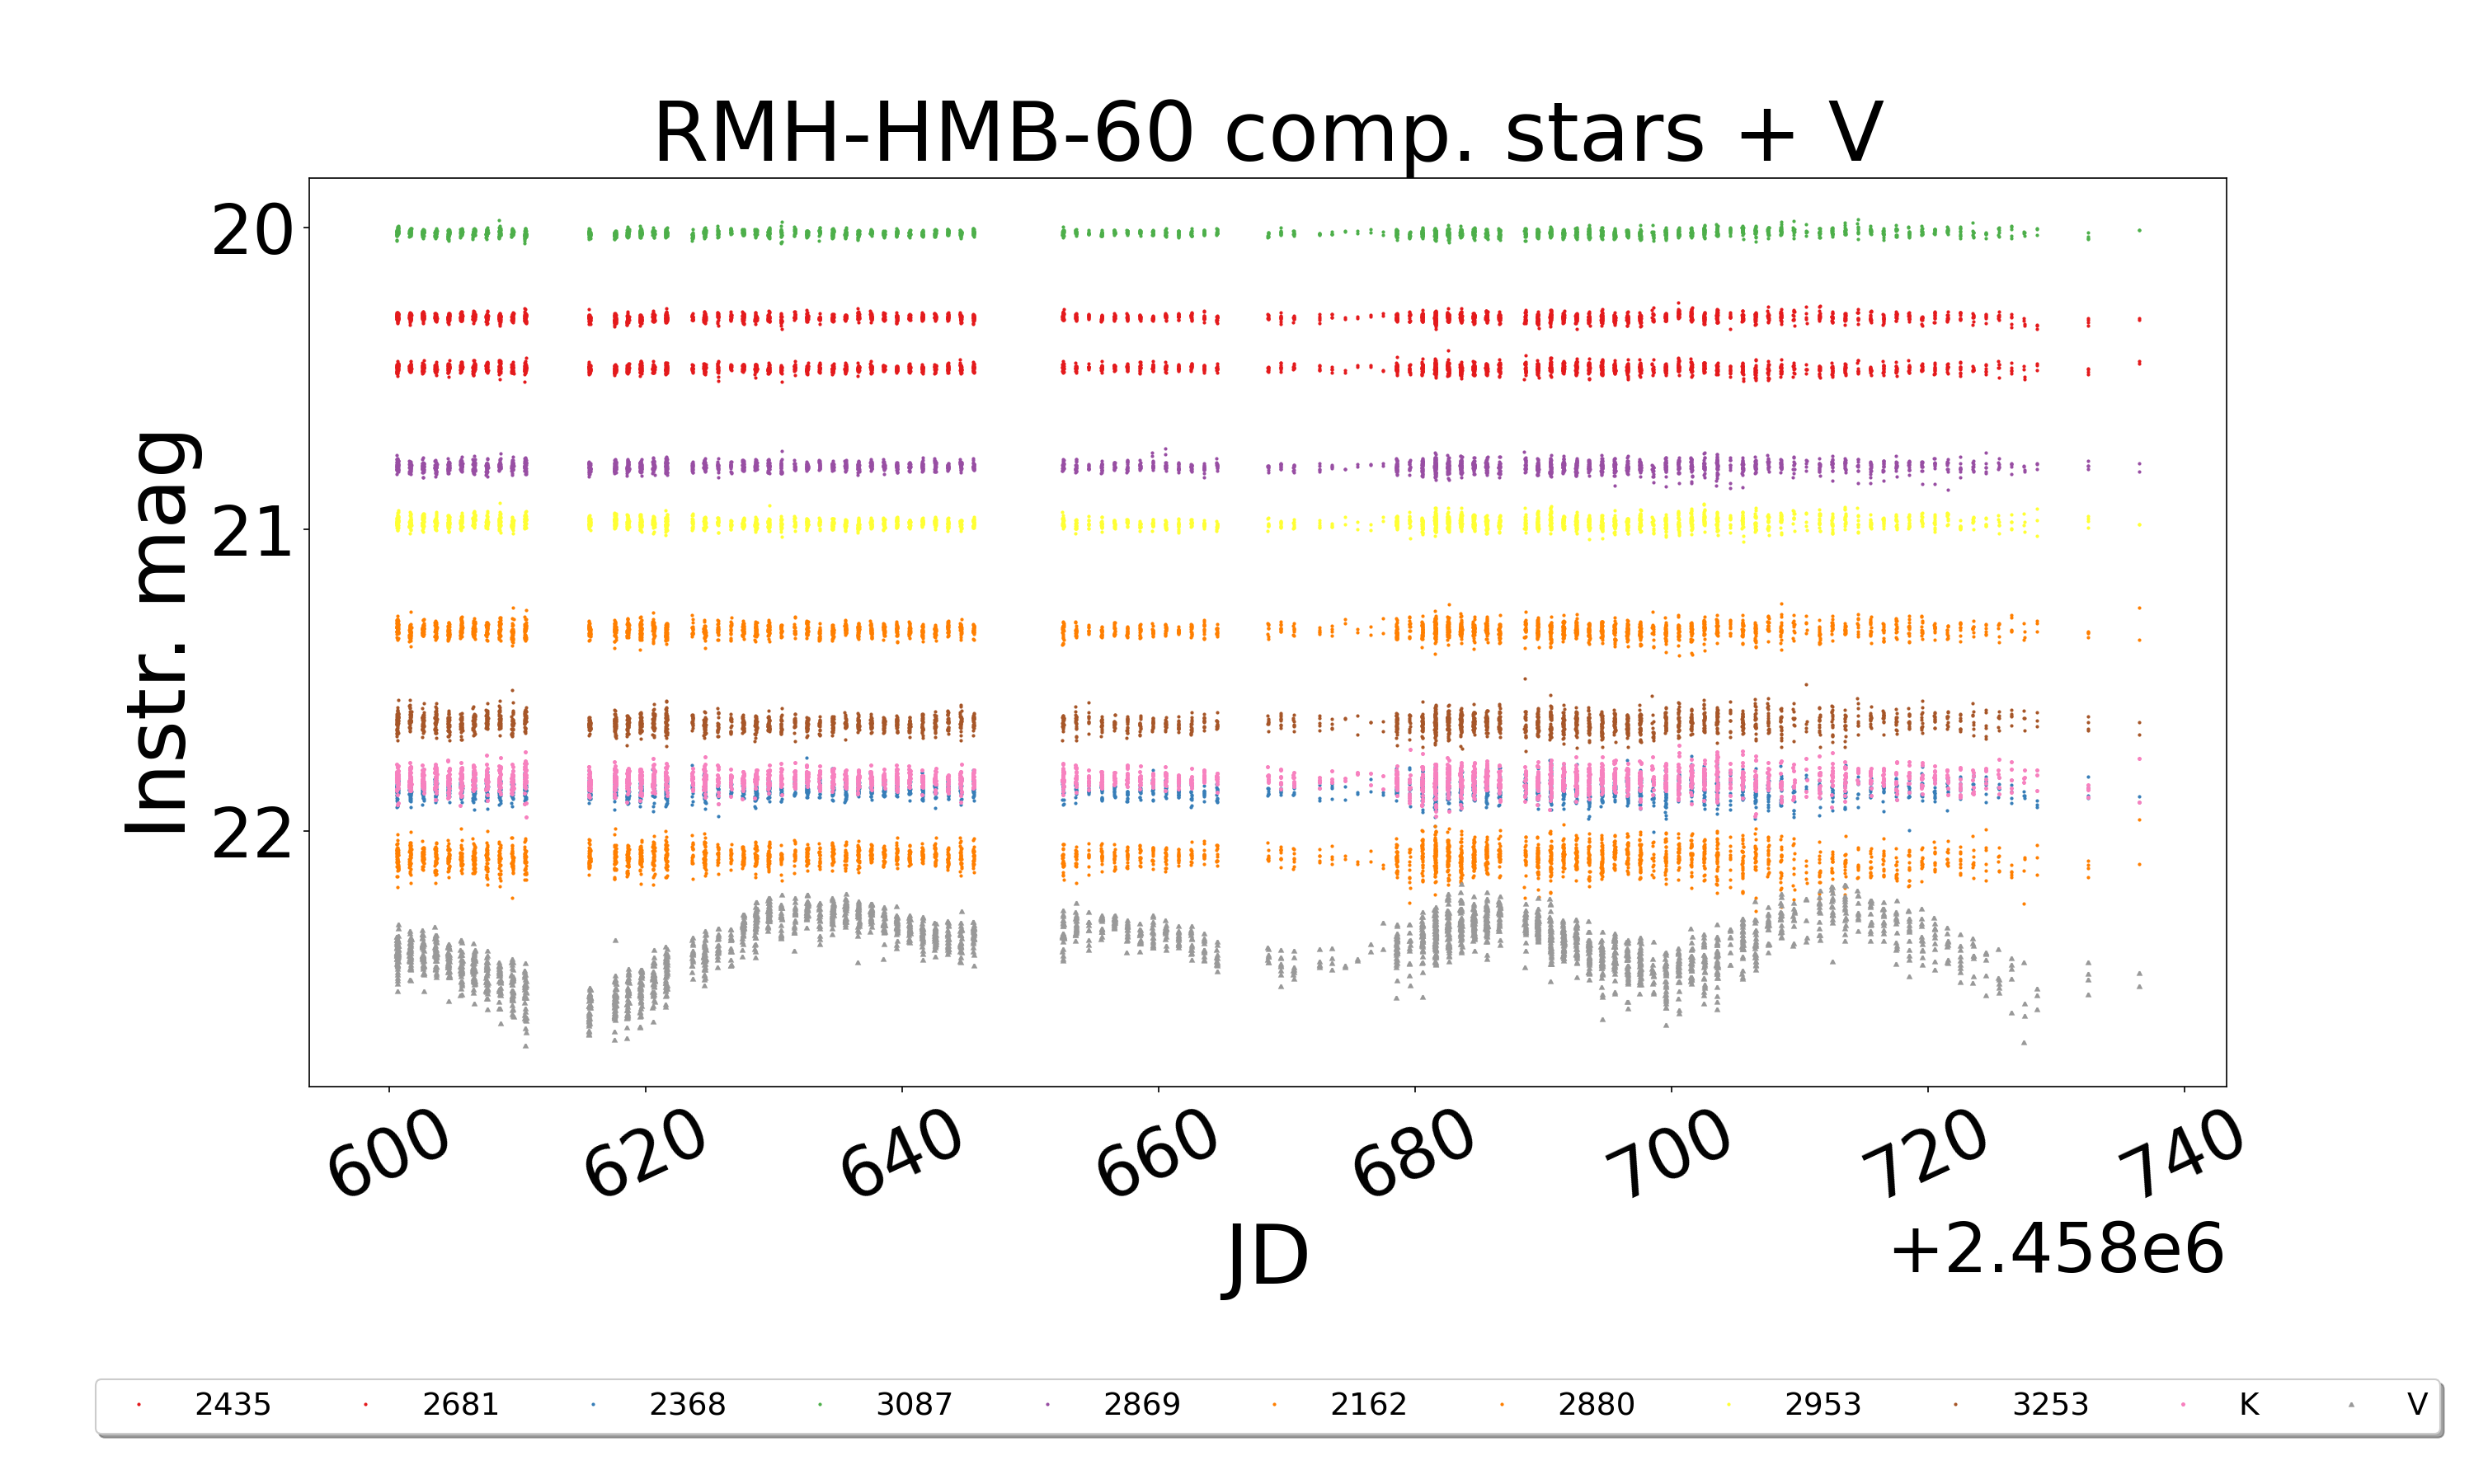 RMH-HMB-60 comp. stars + V
Instr. mag
20
21
22
600 620 640 660 680 700 720 740
JD
+2.458e6
2435 2681 2368 3087 2869 2162 2880 2953 3253 K V